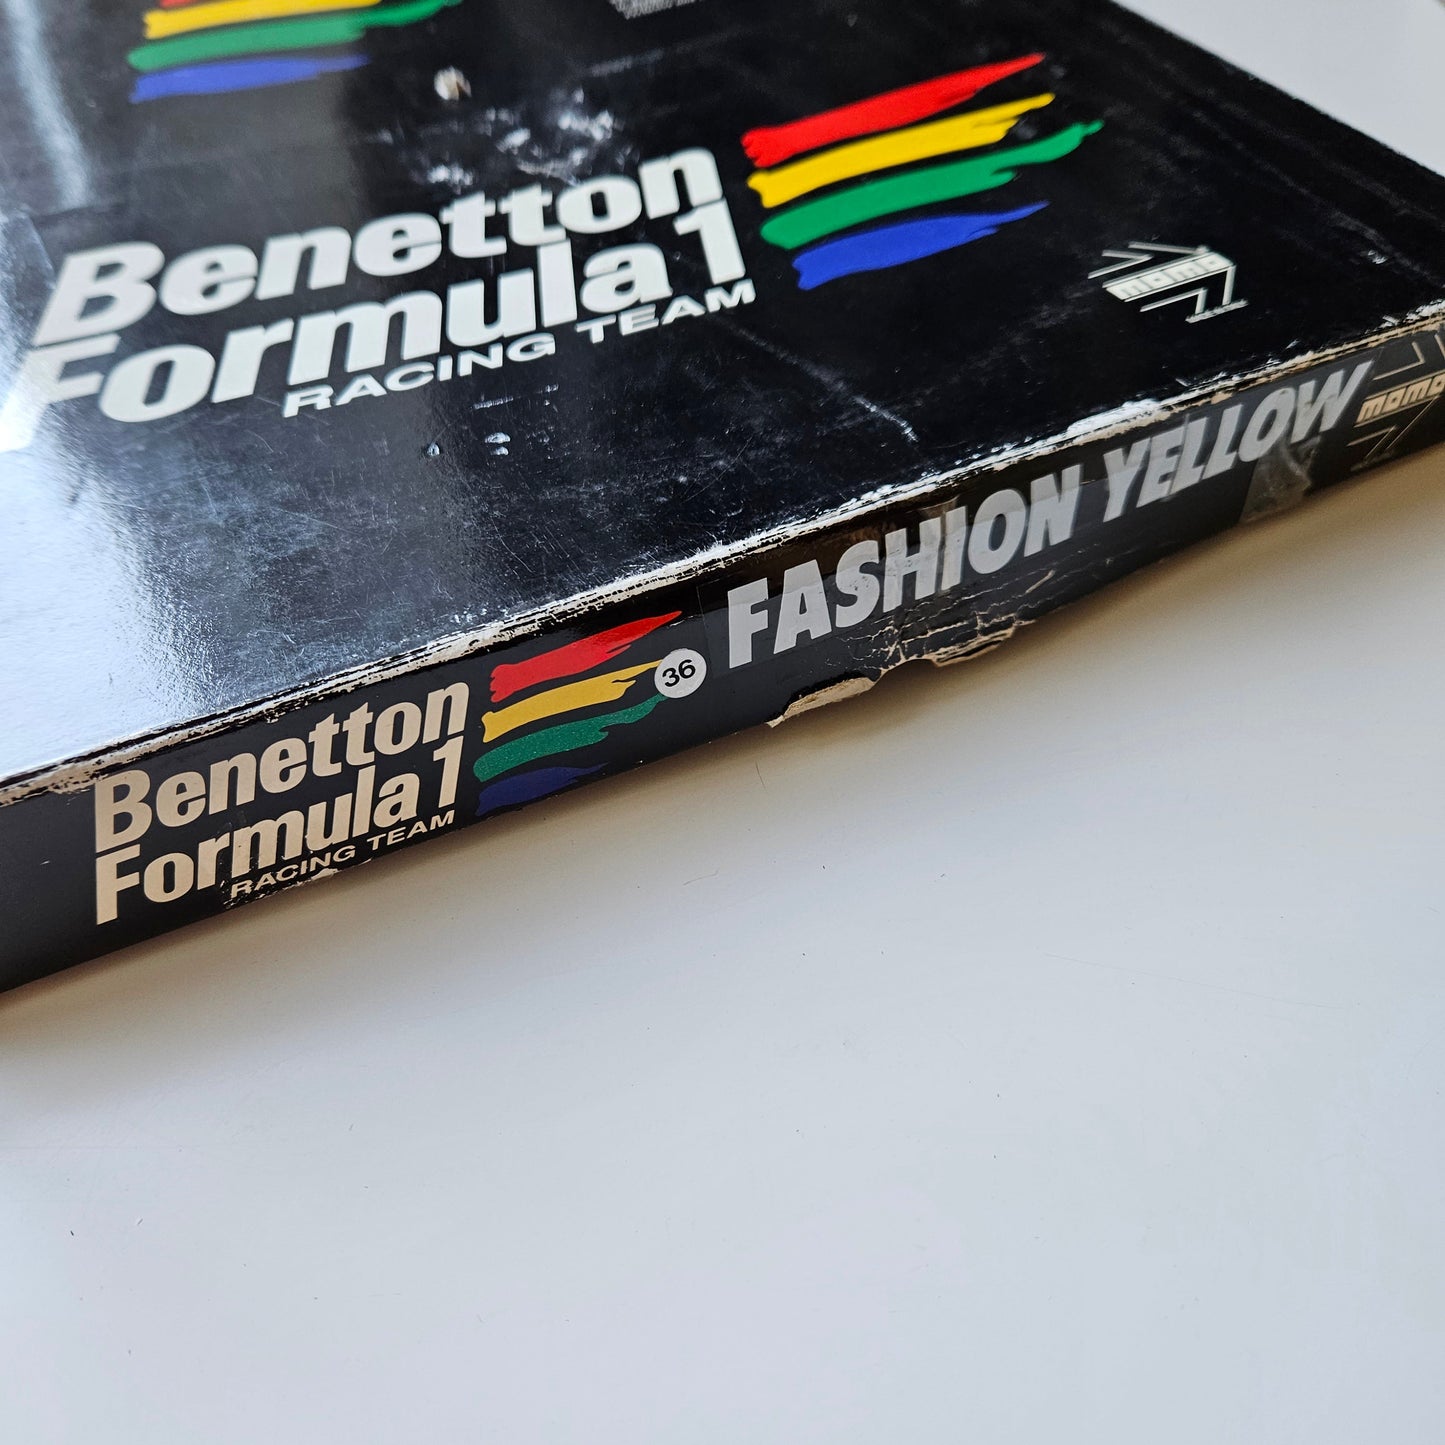 Benetton
Formula 1
RACING TEAM
momo
Benetton
Formula 1
RACING TEAM
36
FASHION YELLOW
momo